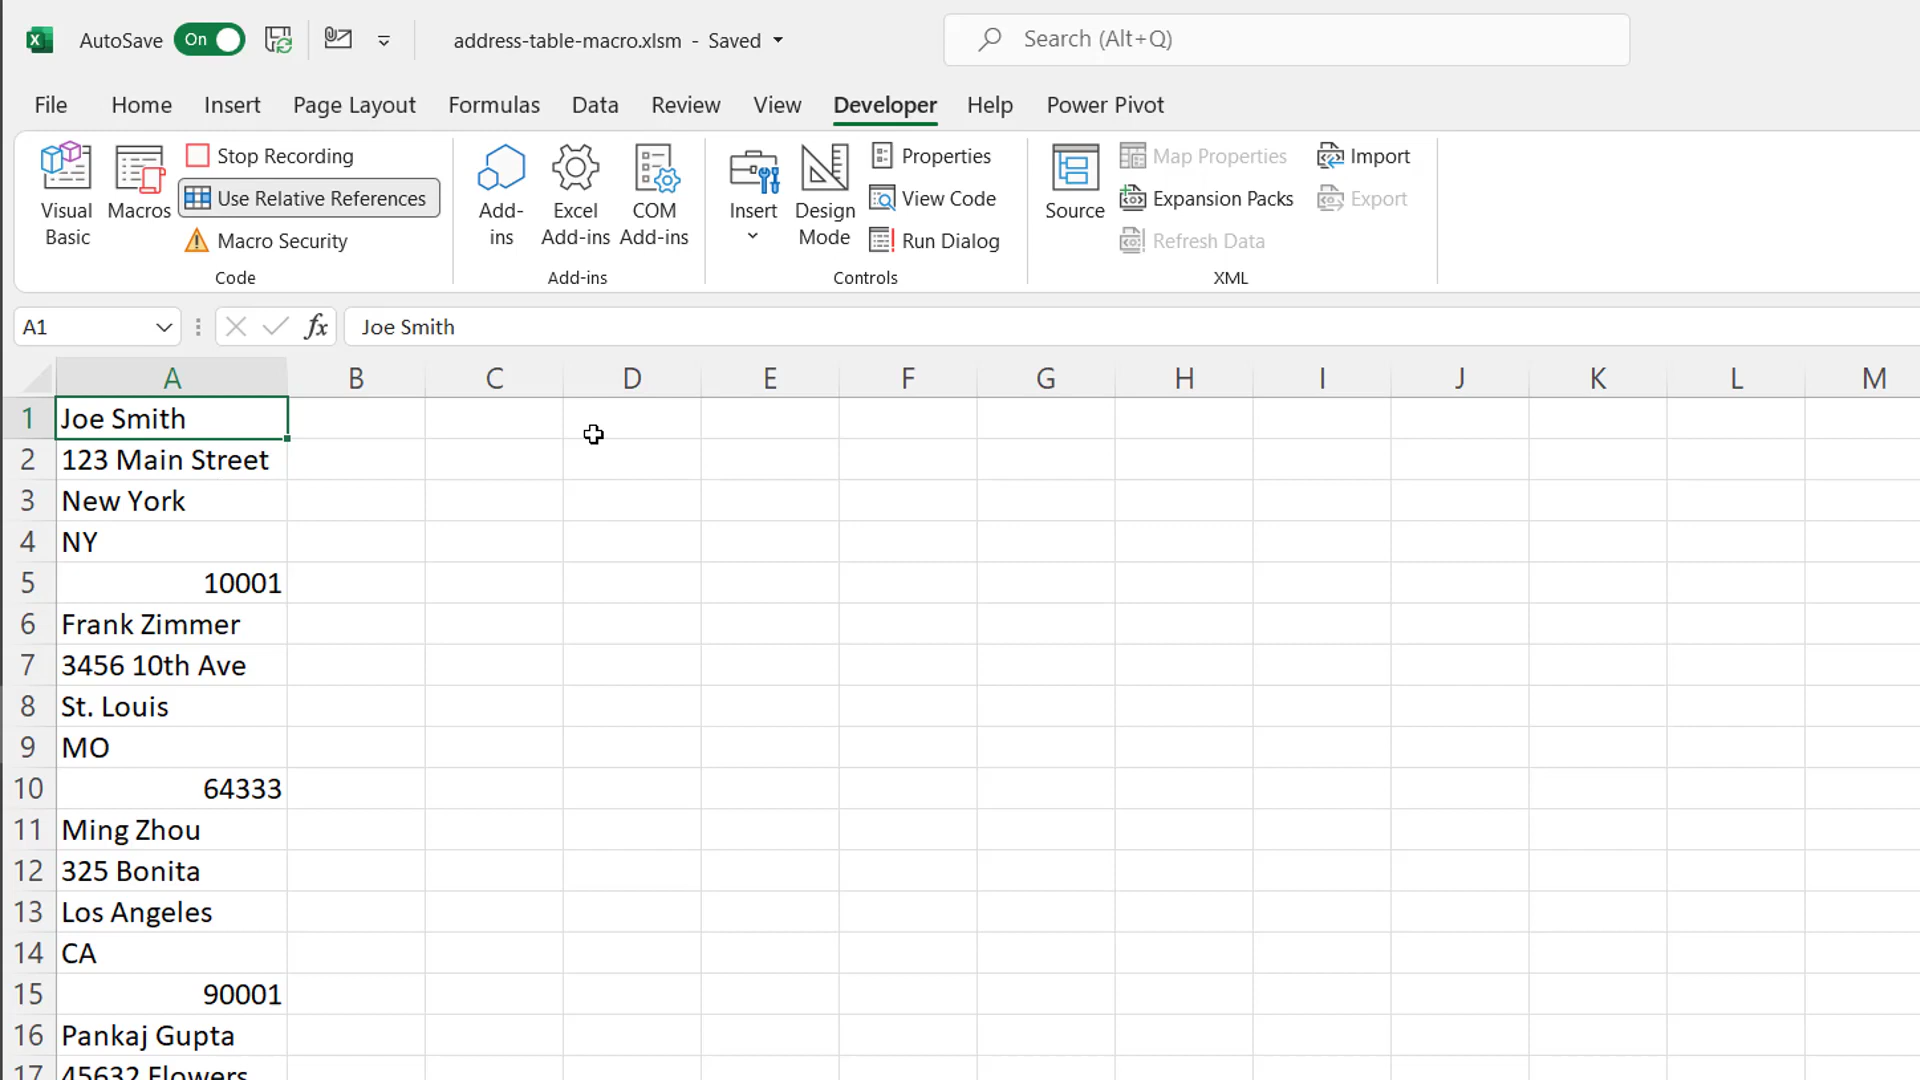 AutoSave On address-table-macro.xlsm - Saved Search (Alt+Q)
File Home Insert Page Layout Formulas Data Review View Developer Help Power Pivot
Visual Basic
Macros
Stop Recording
Use Relative References
Macro Security
Code
Add-ins
Excel Add-ins
COM Add-ins
Add-ins
Insert
Design Mode
Properties
View Code
Run Dialog
Controls
Source
Map Properties
Expansion Packs
Refresh Data
Import
Export
XML
A1 fx Joe Smith
A B C D E F G H I J K L M
1 Joe Smith
2 123 Main Street
3 New York
4 NY
5 10001
6 Frank Zimmer
7 3456 10th Ave
8 St. Louis
9 MO
10 64333
11 Ming Zhou
12 325 Bonita
13 Los Angeles
14 CA
15 90001
16 Pankaj Gupta
17 45632 Flowers